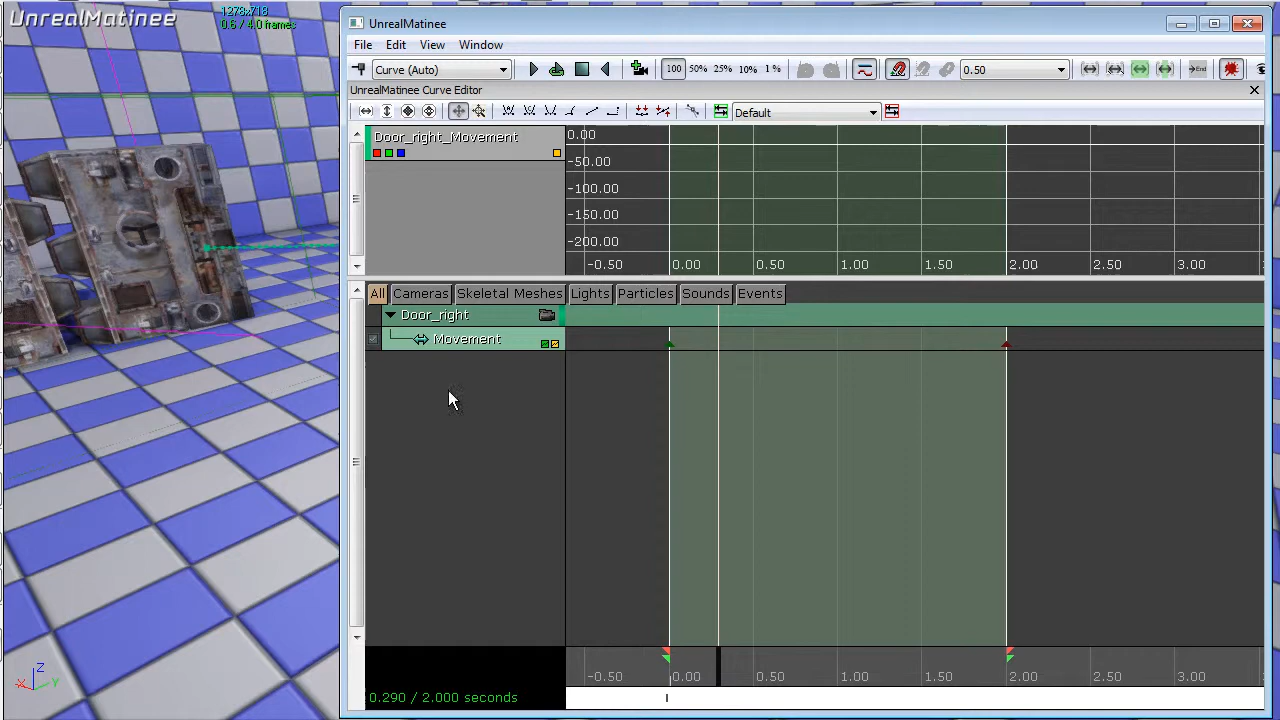 UnrealMatinee
1278x718
0.6 / 4.0 frames
UnrealMatinee
File Edit View Window
Curve (Auto) 100 50% 25% 10% 1% 0.50 End
UnrealMatinee Curve Editor
Default
Door_right_Movement
0.00
-50.00
-100.00
-150.00
-200.00
-0.50 0.00 0.50 1.00 1.50 2.00 2.50 3.00
All Cameras Skeletal Meshes Lights Particles Sounds Events
Door_right
Movement
-0.50 0.00 0.50 1.00 1.50 2.00 2.50 3.00
0.290 / 2.000 seconds
Z
X Y